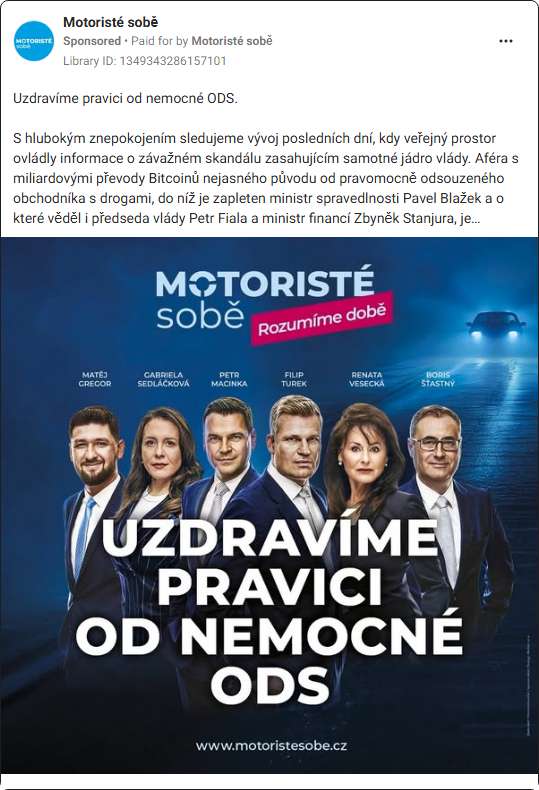 Motoristé sobě
Sponsored • Paid for by Motoristé sobě
Library ID: 1349343286157101
Uzdravíme pravici od nemocné ODS.
S hlubokým znepokojením sledujeme vývoj posledních dní, kdy veřejný prostor
ovládly informace o závažném skandálu zasahujícím samotné jádro vlády. Aféra s
miliardovými převody Bitcoinů nejasného původu od pravomocně odsouzeného
obchodníka s drogami, do níž je zapleten ministr spravedlnosti Pavel Blažek a o
které věděl i předseda vlády Petr Fiala a ministr financí Zbyněk Stanjura, je...
MOTORISTÉ
sobě
MOTORISTÉ
sobě
Rozumíme době
MATĚJ GABRIELA PETR FILIP RENATA BORIS
GREGOR SEDLÁČKOVÁ MACINKA TUREK VESECKÁ ŠŤASTNÝ
UZDRAVÍME
PRAVICI
OD NEMOCNÉ
ODS
www.motoristesobe.cz